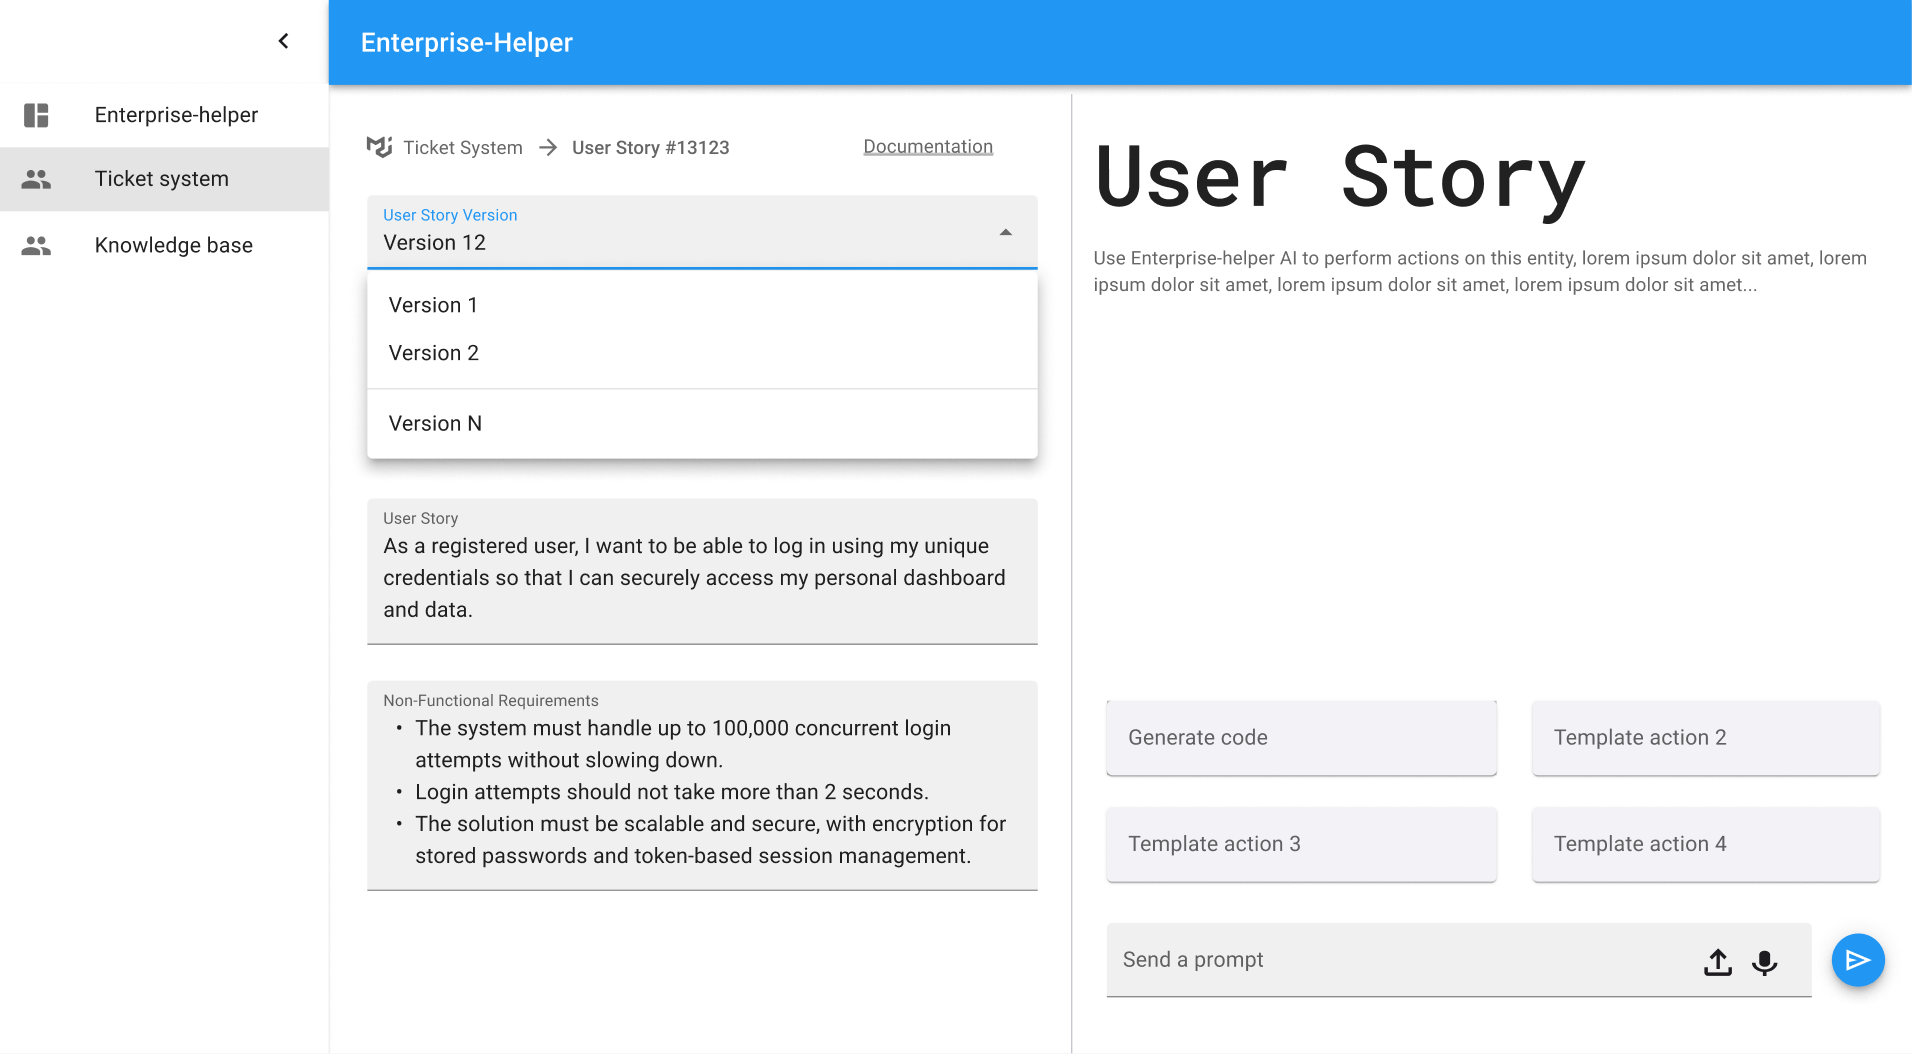 Enterprise-Helper
Enterprise-helper
Ticket system
Knowledge base
Ticket System
User Story #13123
Documentation
User Story Version
Version 12
Version 1
Version 2
Version N
User Story
As a registered user, I want to be able to log in using my unique
credentials so that I can securely access my personal dashboard
and data.
Non-Functional Requirements
• The system must handle up to 100,000 concurrent login
attempts without slowing down.
• Login attempts should not take more than 2 seconds.
• The solution must be scalable and secure, with encryption for
stored passwords and token-based session management.
User Story
Use Enterprise-helper AI to perform actions on this entity, lorem ipsum dolor sit amet, lorem
ipsum dolor sit amet, lorem ipsum dolor sit amet, lorem ipsum dolor sit amet...
Generate code
Template action 2
Template action 3
Template action 4
Send a prompt